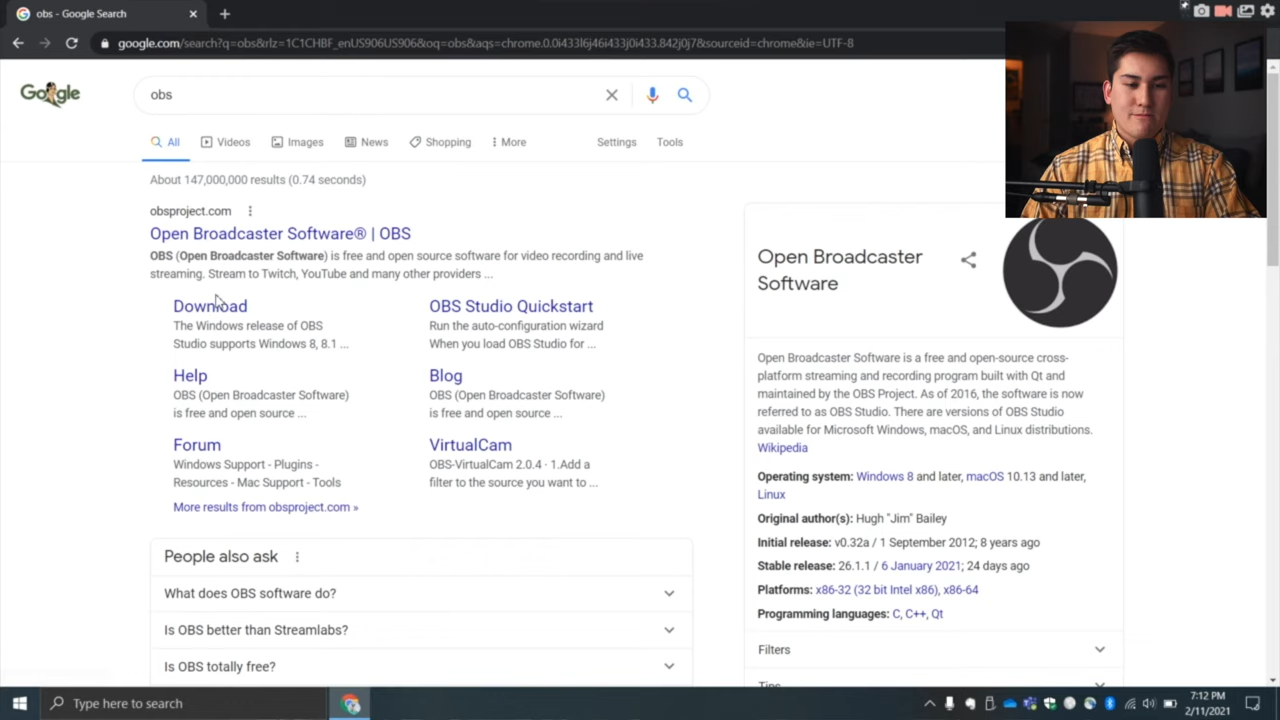 obs - Google Search
google.com/search?q=obs&rlz=1C1CHBF_enUS906US906&oq=obs&aqs=chrome.0.0i433l6j46i433j0i433.842j0j7&sourceid=chrome&ie=UTF-8
Google
obs
All Videos Images News Shopping More Settings Tools
About 147,000,000 results (0.74 seconds)
obsproject.com
Open Broadcaster Software® | OBS
OBS (Open Broadcaster Software) is free and open source software for video recording and live
streaming. Stream to Twitch, YouTube and many other providers ...
Download
The Windows release of OBS
Studio supports Windows 8, 8.1 ...
OBS Studio Quickstart
Run the auto-configuration wizard
When you load OBS Studio for ...
Help
OBS (Open Broadcaster Software)
is free and open source ...
Blog
OBS (Open Broadcaster Software)
is free and open source ...
Forum
Windows Support - Plugins -
Resources - Mac Support - Tools
VirtualCam
OBS-VirtualCam 2.0.4 · 1.Add a
filter to the source you want to ...
More results from obsproject.com »
People also ask
What does OBS software do?
Is OBS better than Streamlabs?
Is OBS totally free?
Open Broadcaster
Software
Open Broadcaster Software is a free and open-source cross-
platform streaming and recording program built with Qt and
maintained by the OBS Project. As of 2016, the software is now
referred to as OBS Studio. There are versions of OBS Studio
available for Microsoft Windows, macOS, and Linux distributions.
Wikipedia
Operating system: Windows 8 and later, macOS 10.13 and later,
Linux
Original author(s): Hugh "Jim" Bailey
Initial release: v0.32a / 1 September 2012; 8 years ago
Stable release: 26.1.1 / 6 January 2021; 24 days ago
Platforms: x86-32 (32 bit Intel x86), x86-64
Programming languages: C, C++, Qt
Filters
Tips
Type here to search
7:12 PM
2/11/2021